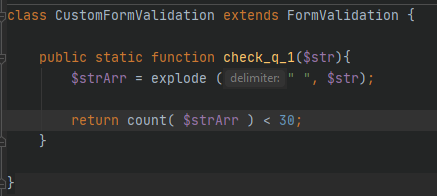 class CustomFormValidation extends FormValidation {
public static function check_q_1($str){
$strArr = explode ( delimiter: " ", $str);
return count( $strArr ) < 30;
}
}